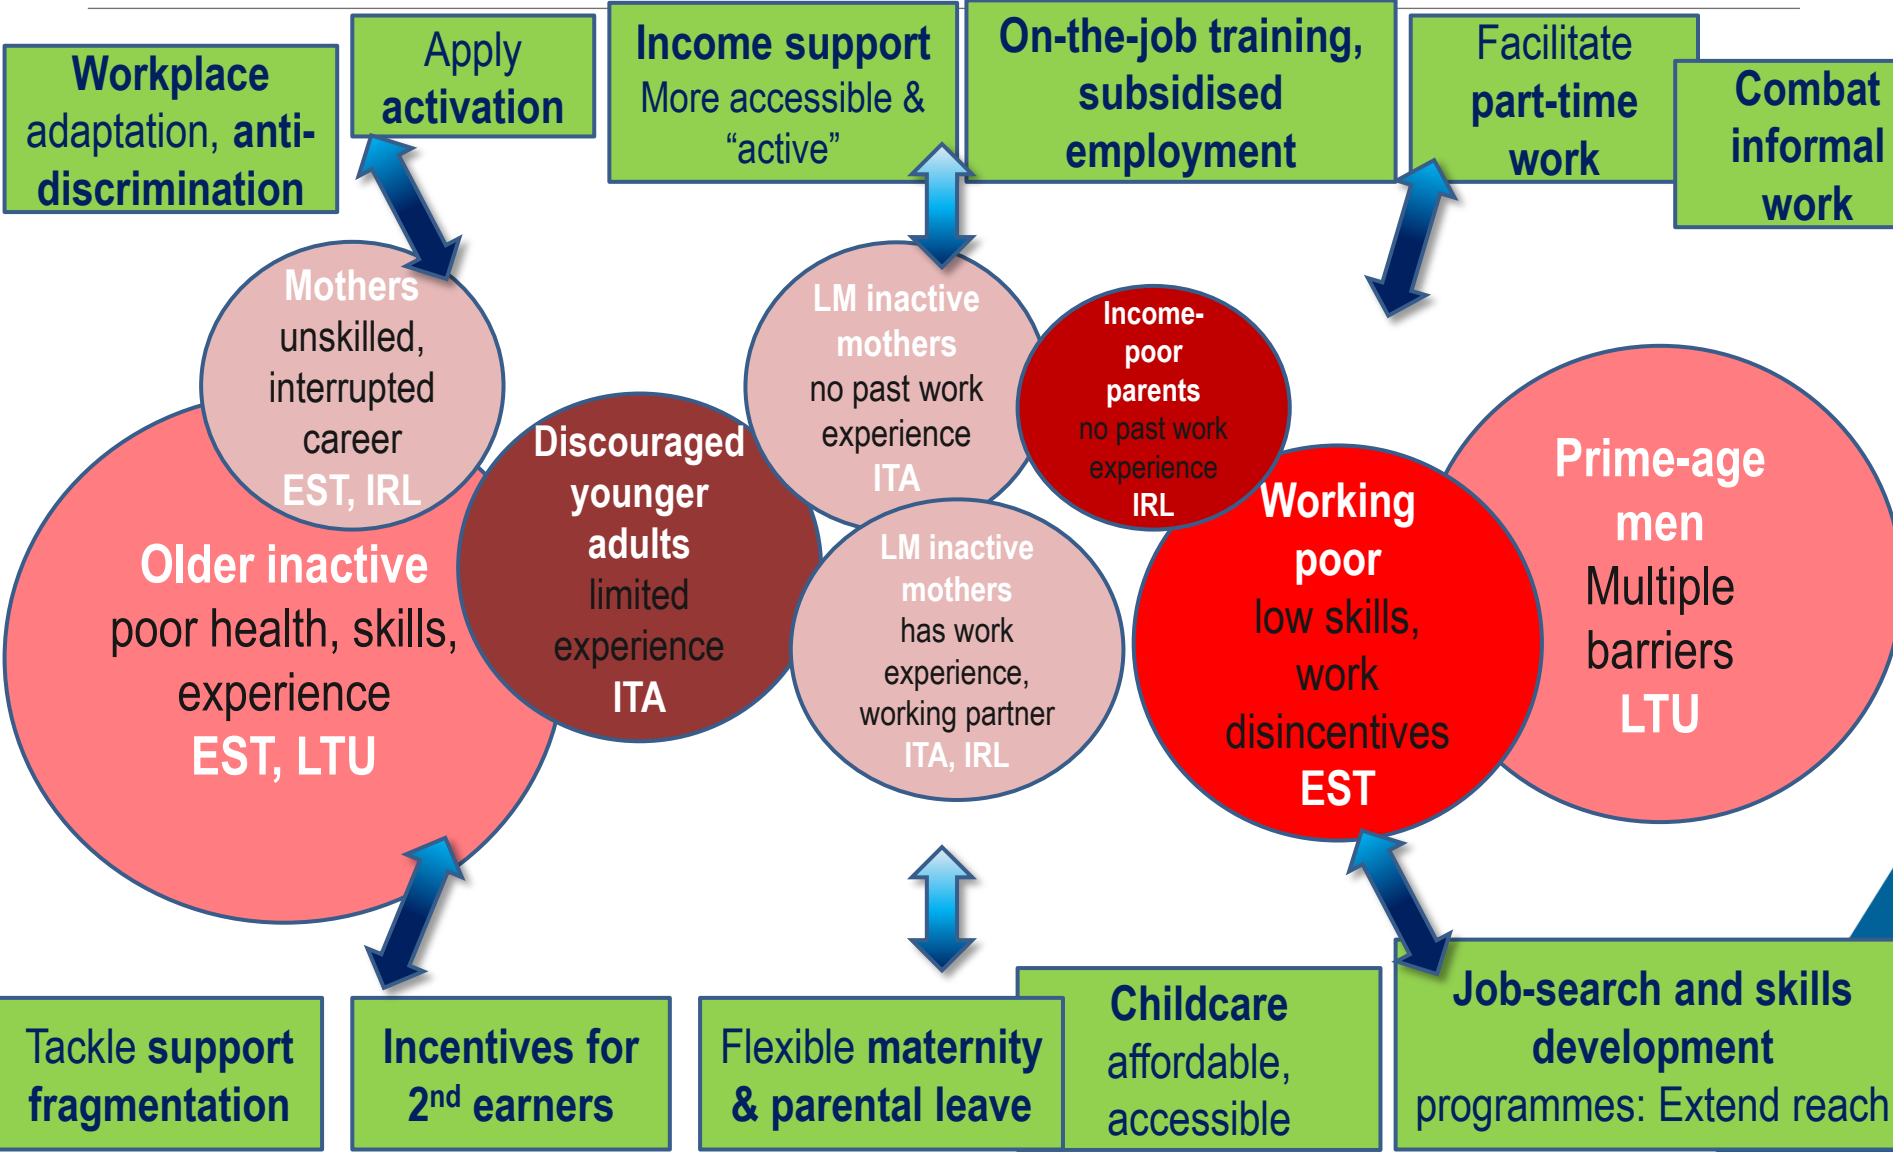 Workplace
adaptation, anti-
discrimination
Apply
activation
Income support
More accessible &
“active”
On-the-job training,
subsidised
employment
Facilitate
part-time
work
Combat
informal
work
Mothers
unskilled,
interrupted
career
EST, IRL
LM inactive
mothers
no past work
experience
ITA
Income-
poor
parents
no past work
experience
IRL
Older inactive
poor health, skills,
experience
EST, LTU
Discouraged
younger
adults
limited
experience
ITA
LM inactive
mothers
has work
experience,
working partner
ITA, IRL
Working
poor
low skills,
work
disincentives
EST
Prime-age
men
Multiple
barriers
LTU
Tackle support
fragmentation
Incentives for
2nd earners
Flexible maternity
& parental leave
Childcare
affordable,
accessible
Job-search and skills
development
programmes: Extend reach